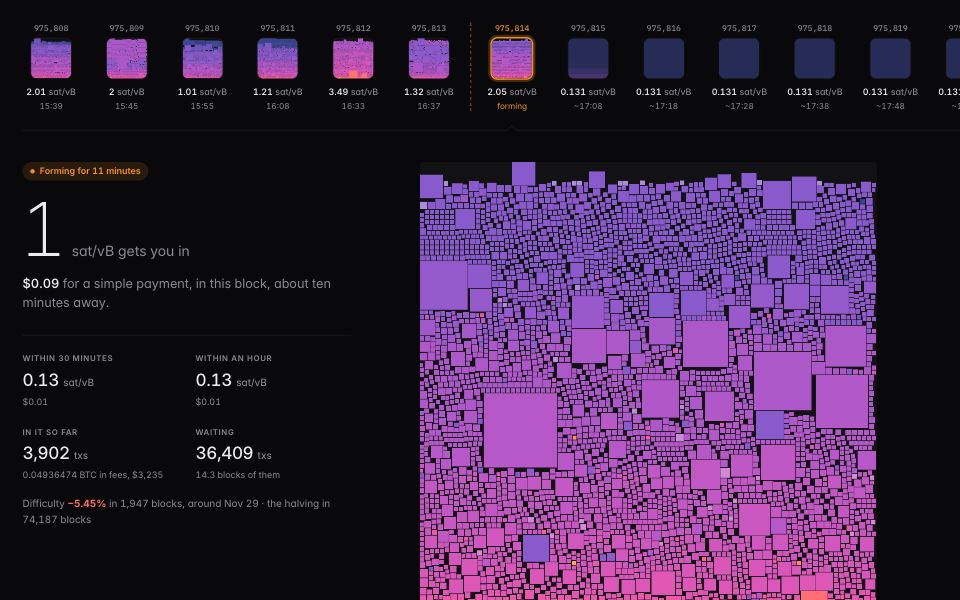 975,808 975,809 975,810 975,811 975,812 975,813 975,814 975,815 975,816 975,817 975,818 975,819
2.01 sat/vB 2 sat/vB 1.01 sat/vB 1.21 sat/vB 3.49 sat/vB 1.32 sat/vB 2.05 sat/vB 0.131 sat/vB 0.131 sat/vB 0.131 sat/vB 0.131 sat/vB 0.131 sat/vB
15:39 15:45 15:55 16:08 16:33 16:37 forming ~17:08 ~17:18 ~17:28 ~17:38 ~17:48
Forming for 11 minutes
1 sat/vB gets you in
$0.09 for a simple payment, in this block, about ten
minutes away.
WITHIN 30 MINUTES WITHIN AN HOUR
0.13 sat/vB 0.13 sat/vB
$0.01 $0.01
IN IT SO FAR WAITING
3,902 txs 36,409 txs
0.04936474 BTC in fees, $3,235 14.3 blocks of them
Difficulty −5.45% in 1,947 blocks, around Nov 29 · the halving in
74,187 blocks